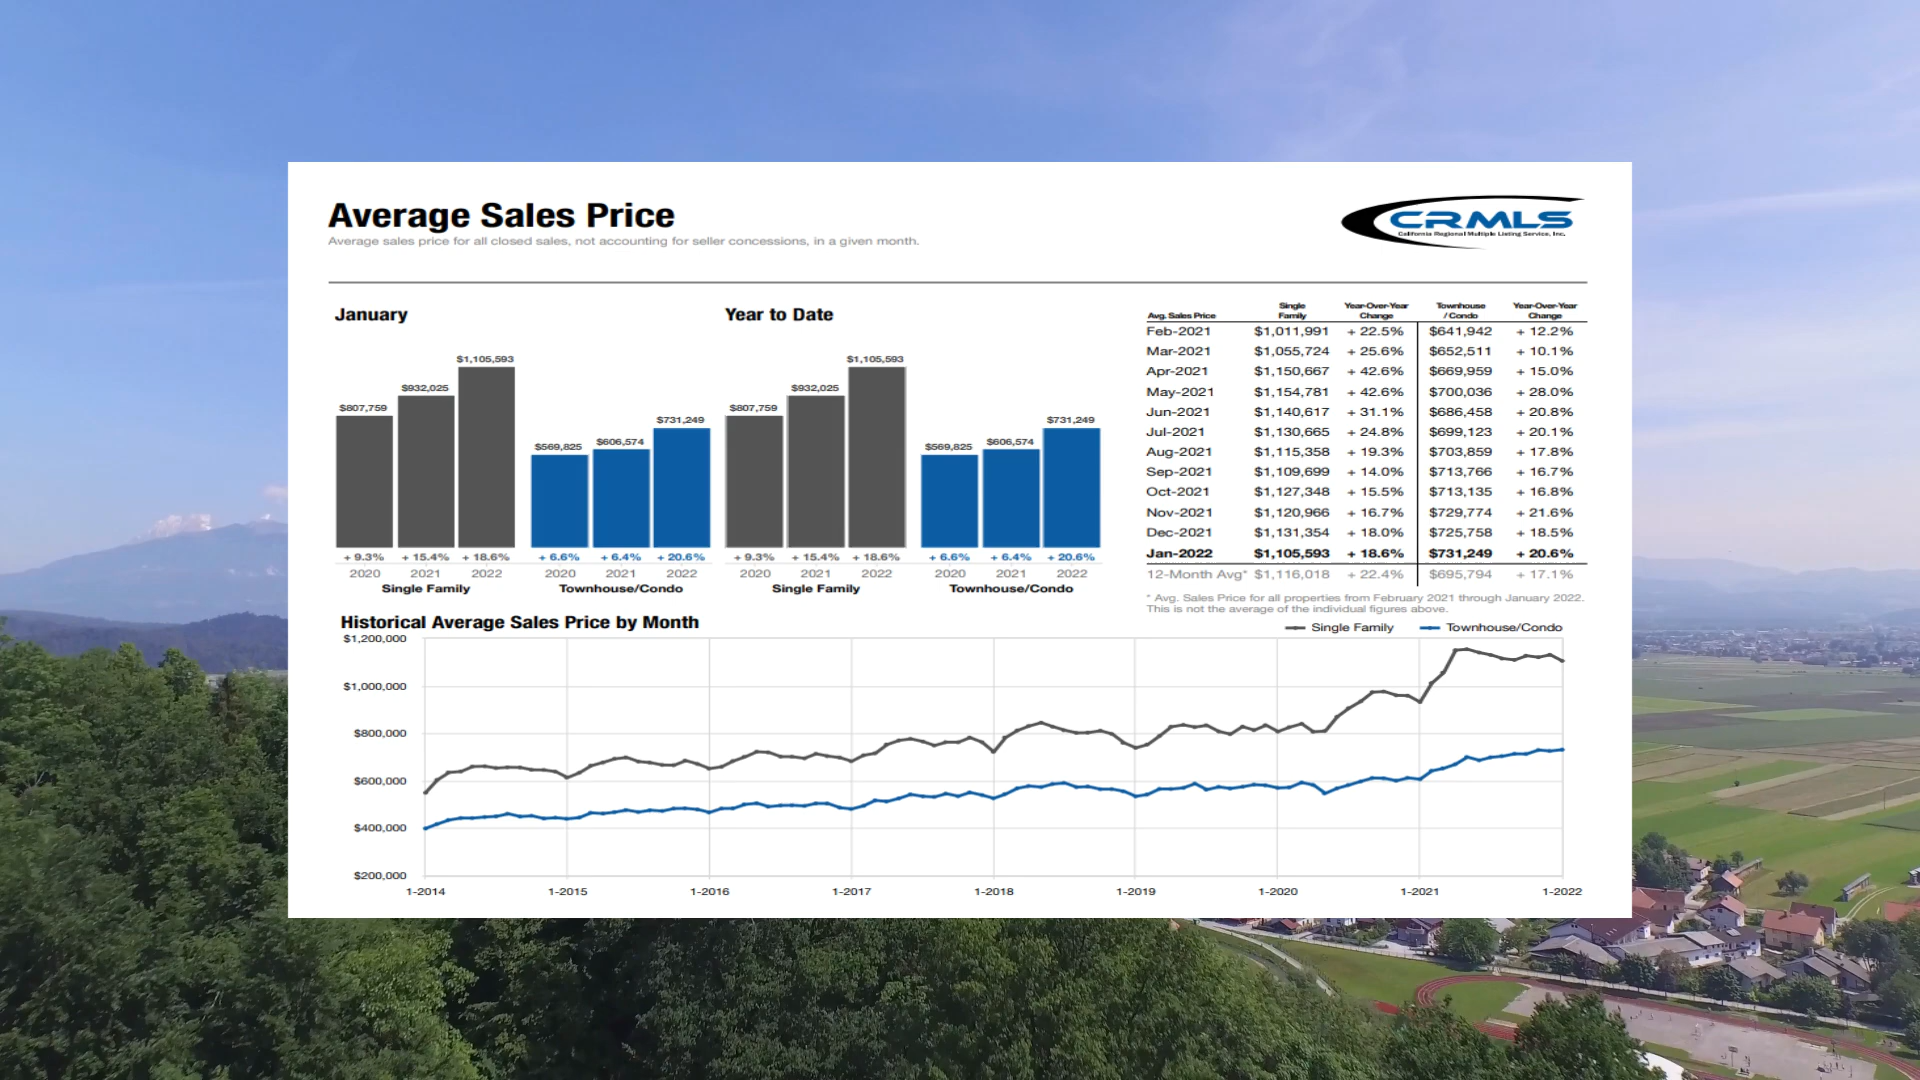 Average Sales Price
Average sales price for all closed sales, not accounting for seller concessions, in a given month.
CRMLS
California Regional Multiple Listing Service, Inc.
January
$807,759
$932,025
$1,105,593
$569,825
$606,574
$731,249
+ 9.3% + 15.4% + 18.6% + 6.6% + 6.4% + 20.6%
2020 2021 2022 2020 2021 2022
Single Family Townhouse/Condo
Year to Date
$807,759
$932,025
$1,105,593
$569,825
$606,574
$731,249
+ 9.3% + 15.4% + 18.6% + 6.6% + 6.4% + 20.6%
2020 2021 2022 2020 2021 2022
Single Family Townhouse/Condo
Avg. Sales Price Single Family Year-Over-Year Change Townhouse / Condo Year-Over-Year Change
Feb-2021 $1,011,991 + 22.5% $641,942 + 12.2%
Mar-2021 $1,055,724 + 25.6% $652,511 + 10.1%
Apr-2021 $1,150,667 + 42.6% $669,959 + 15.0%
May-2021 $1,154,781 + 42.6% $700,036 + 28.0%
Jun-2021 $1,140,617 + 31.1% $686,458 + 20.8%
Jul-2021 $1,130,665 + 24.8% $699,123 + 20.1%
Aug-2021 $1,115,358 + 19.3% $703,859 + 17.8%
Sep-2021 $1,109,699 + 14.0% $713,766 + 16.7%
Oct-2021 $1,127,348 + 15.5% $713,135 + 16.8%
Nov-2021 $1,120,966 + 16.7% $729,774 + 21.6%
Dec-2021 $1,131,354 + 18.0% $725,758 + 18.5%
Jan-2022 $1,105,593 + 18.6% $731,249 + 20.6%
12-Month Avg* $1,116,018 + 22.4% $695,794 + 17.1%
* Avg. Sales Price for all properties from February 2021 through January 2022.
This is not the average of the individual figures above.
Historical Average Sales Price by Month
Single Family Townhouse/Condo
$1,200,000
$1,000,000
$800,000
$600,000
$400,000
$200,000
1-2014 1-2015 1-2016 1-2017 1-2018 1-2019 1-2020 1-2021 1-2022